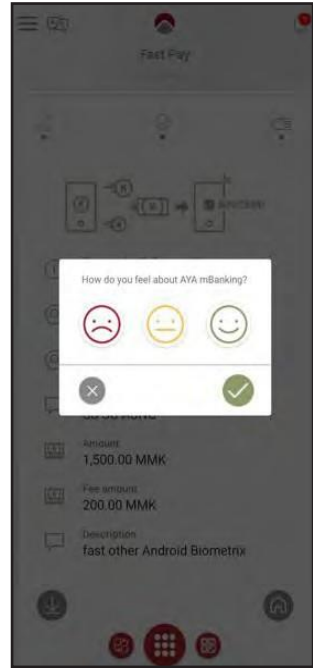 Fast Pay
How do you feel about AYA mBanking?
Amount
1,500.00 MMK
Fee amount
200.00 MMK
Description
fast other Android Biometrix